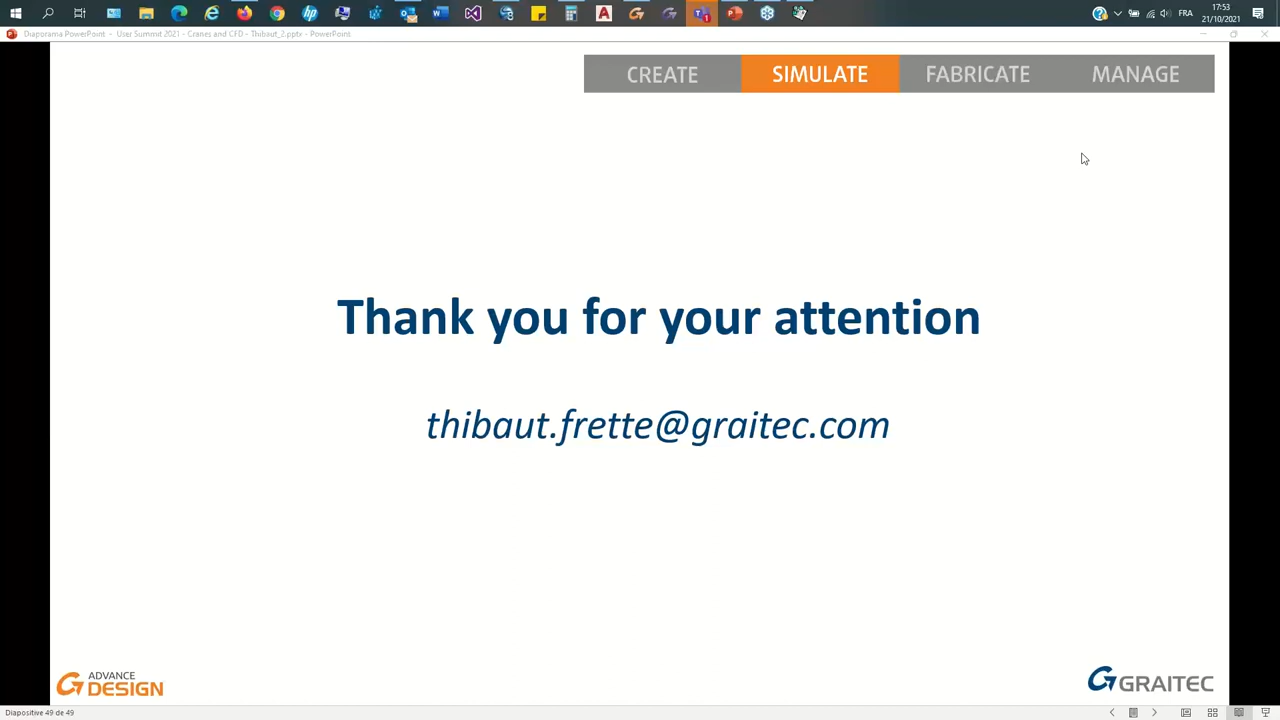 17:53
FRA
21/10/2021
Diaporama PowerPoint - User Summit 2021 - Cranes and CFD - Thibaut_2.pptx - PowerPoint
CREATE SIMULATE FABRICATE MANAGE
Thank you for your attention
thibaut.frette@graitec.com
ADVANCE
DESIGN
GRAITEC
Diapositive 49 de 49